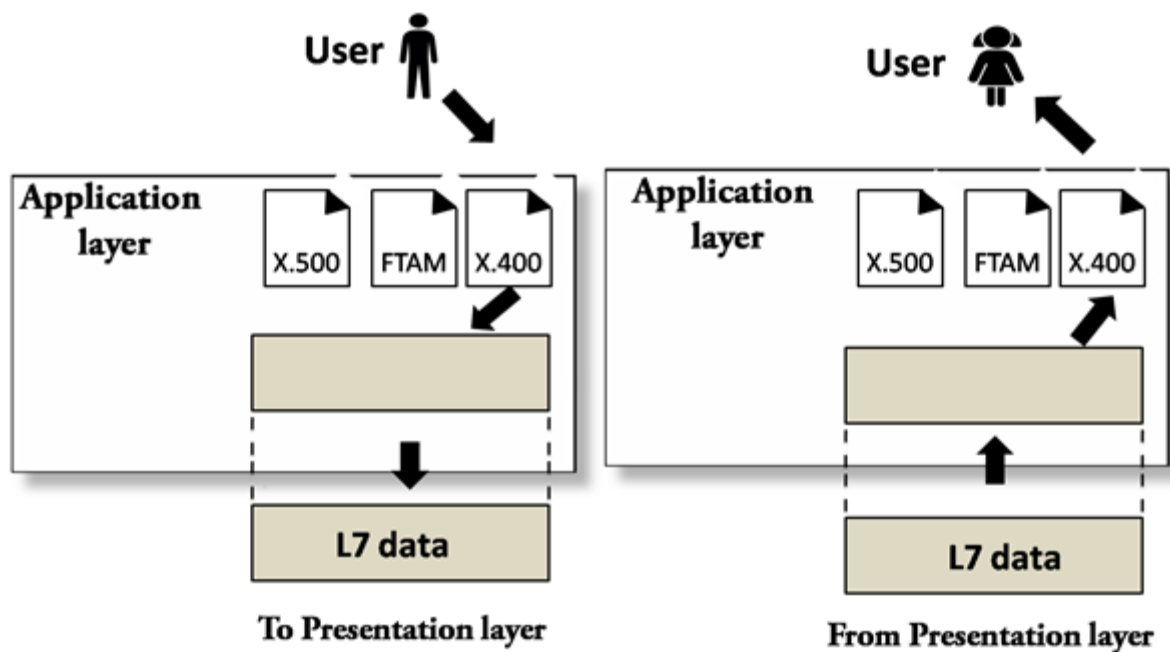 User
Application
layer
X.500 FTAM X.400
L7 data
To Presentation layer
User
Application
layer
X.500 FTAM X.400
L7 data
From Presentation layer